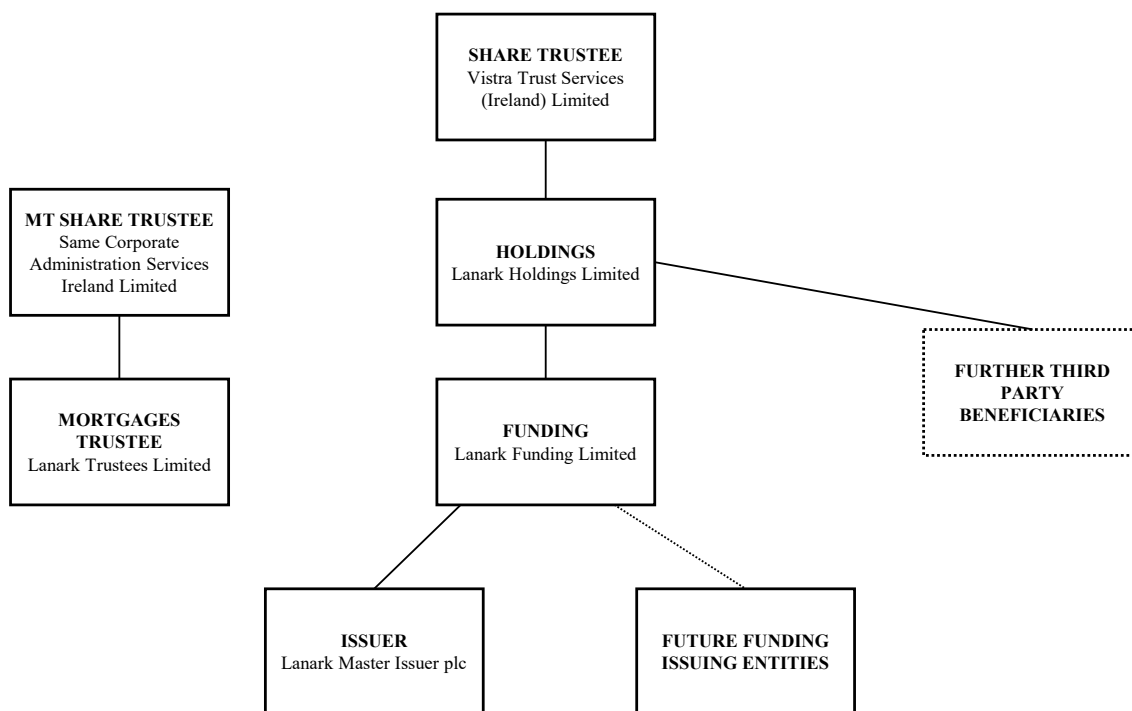 SHARE TRUSTEE
Vistra Trust Services
(Ireland) Limited
MT SHARE TRUSTEE
Same Corporate
Administration Services
Ireland Limited
HOLDINGS
Lanark Holdings Limited
FURTHER THIRD
PARTY
BENEFICIARIES
MORTGAGES
TRUSTEE
Lanark Trustees Limited
FUNDING
Lanark Funding Limited
ISSUER
Lanark Master Issuer plc
FUTURE FUNDING
ISSUING ENTITIES